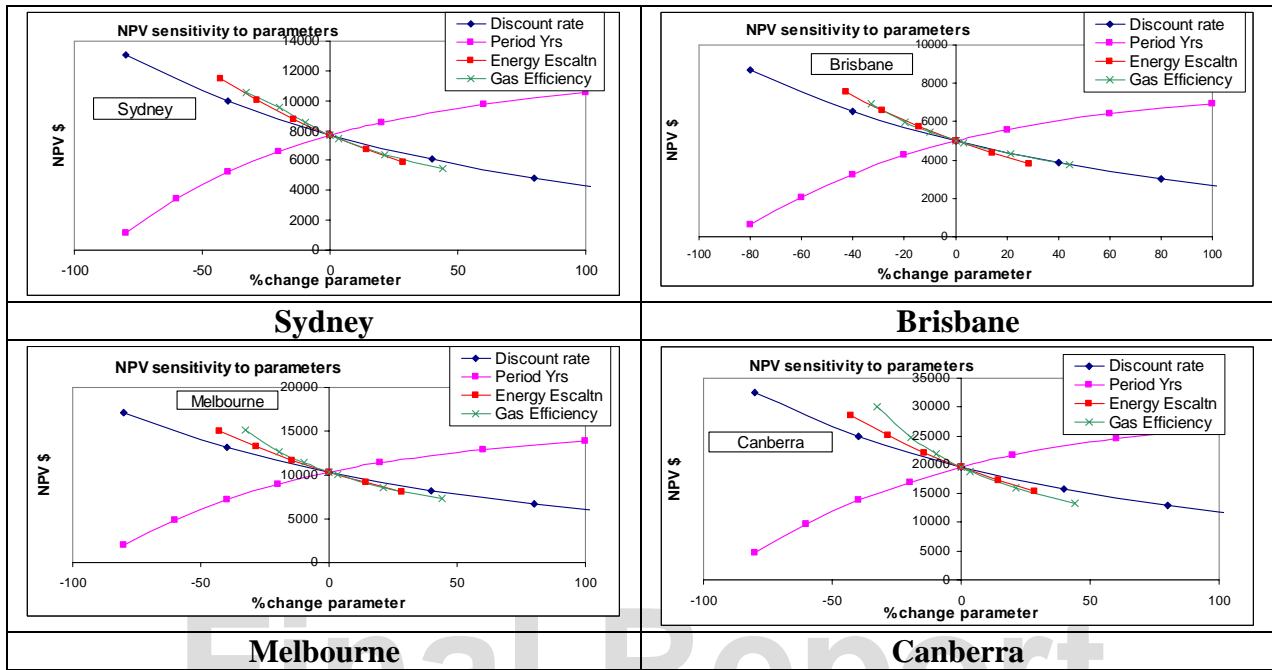 NPV sensitivity to parameters
Discount rate
Period Yrs
Energy Escaltn
Gas Efficiency
Sydney
NPV $
14000
12000
10000
8000
6000
4000
2000
0
-100
-50
0
50
100
%change parameter
Sydney
NPV sensitivity to parameters
Discount rate
Period Yrs
Energy Escaltn
Gas Efficiency
Brisbane
NPV $
10000
8000
6000
4000
2000
0
-100
-80
-60
-40
-20
0
20
40
60
80
100
%change parameter
Brisbane
NPV sensitivity to parameters
Discount rate
Period Yrs
Energy Escaltn
Gas Efficiency
Melbourne
NPV $
20000
15000
10000
5000
0
-100
-50
0
50
100
%change parameter
Melbourne
NPV sensitivity to parameters
Discount rate
Period Yrs
Energy Escaltn
Gas Efficiency
Canberra
NPV $
35000
30000
25000
20000
15000
10000
5000
0
-100
-50
0
50
100
%change parameter
Canberra
Final Report